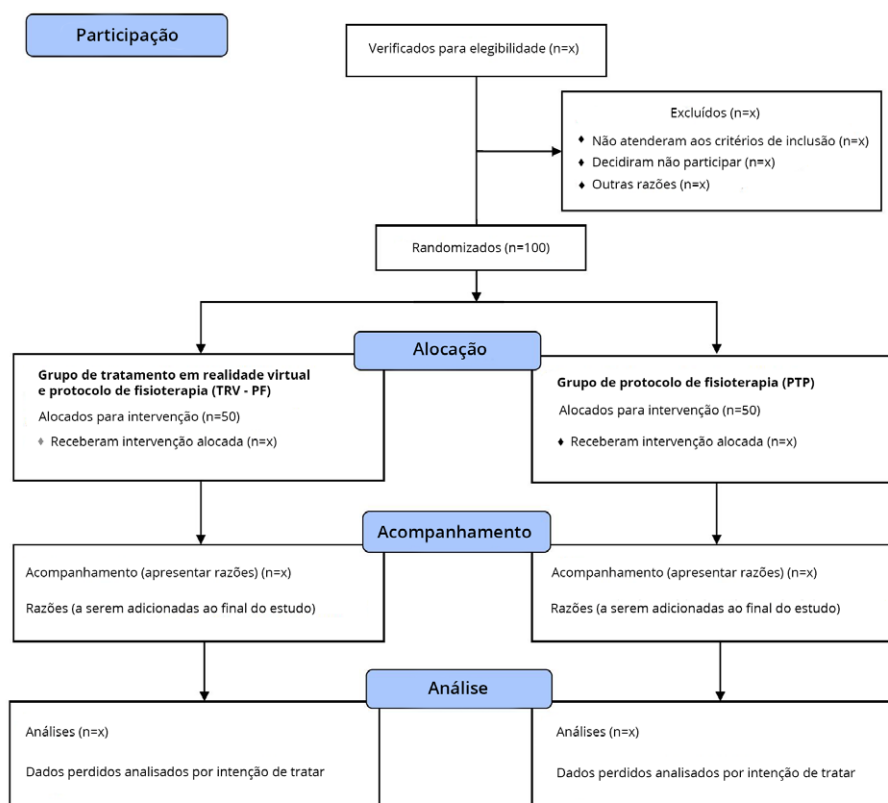 Participação
Verificados para elegibilidade (n=x)
Excluídos (n=x)
♦ Não atenderam aos critérios de inclusão (n=x)
♦ Decidiram não participar (n=x)
♦ Outras razões (n=x)
Randomizados (n=100)
Alocação
Grupo de tratamento em realidade virtual
e protocolo de fisioterapia (TRV - PF)
Alocados para intervenção (n=50)
♦ Receberam intervenção alocada (n=x)
Grupo de protocolo de fisioterapia (PTP)
Alocados para intervenção (n=50)
♦ Receberam intervenção alocada (n=x)
Acompanhamento
Acompanhamento (apresentar razões) (n=x)
Razões (a serem adicionadas ao final do estudo)
Acompanhamento (apresentar razões) (n=x)
Razões (a serem adicionadas ao final do estudo)
Análise
Análises (n=x)
Dados perdidos analisados por intenção de tratar
Análises (n=x)
Dados perdidos analisados por intenção de tratar